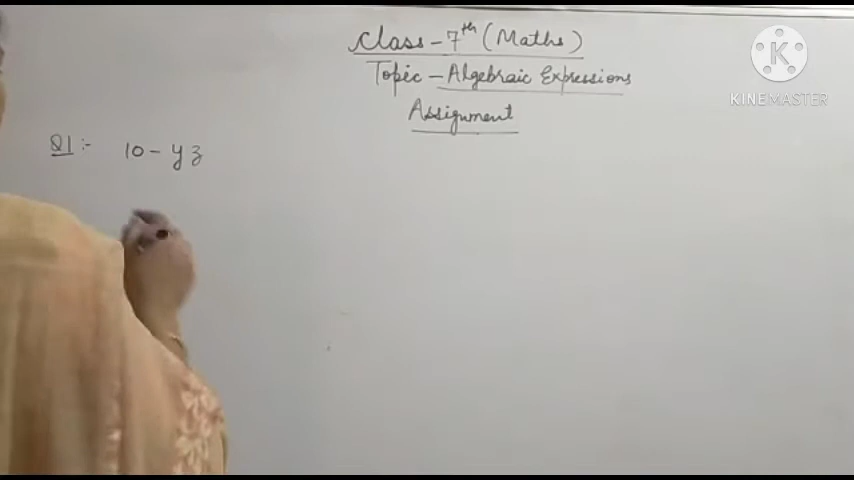 Class-7th (Maths)
Topic - Algebraic Expressions
Assignment
Q1:- 10 - yz
K
KINEMASTER